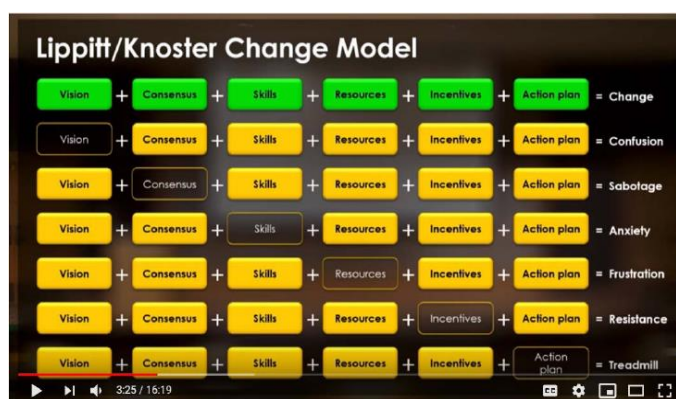 Lippitt/Knoster Change Model
Vision + Consensus + Skills + Resources + Incentives + Action plan = Change
Vision + Consensus + Skills + Resources + Incentives + Action plan = Confusion
Vision + Consensus + Skills + Resources + Incentives + Action plan = Sabotage
Vision + Consensus + Skills + Resources + Incentives + Action plan = Anxiety
Vision + Consensus + Skills + Resources + Incentives + Action plan = Frustration
Vision + Consensus + Skills + Resources + Incentives + Action plan = Resistance
Vision + Consensus + Skills + Resources + Incentives + Action plan = Treadmill
3:25 / 16:19 CC